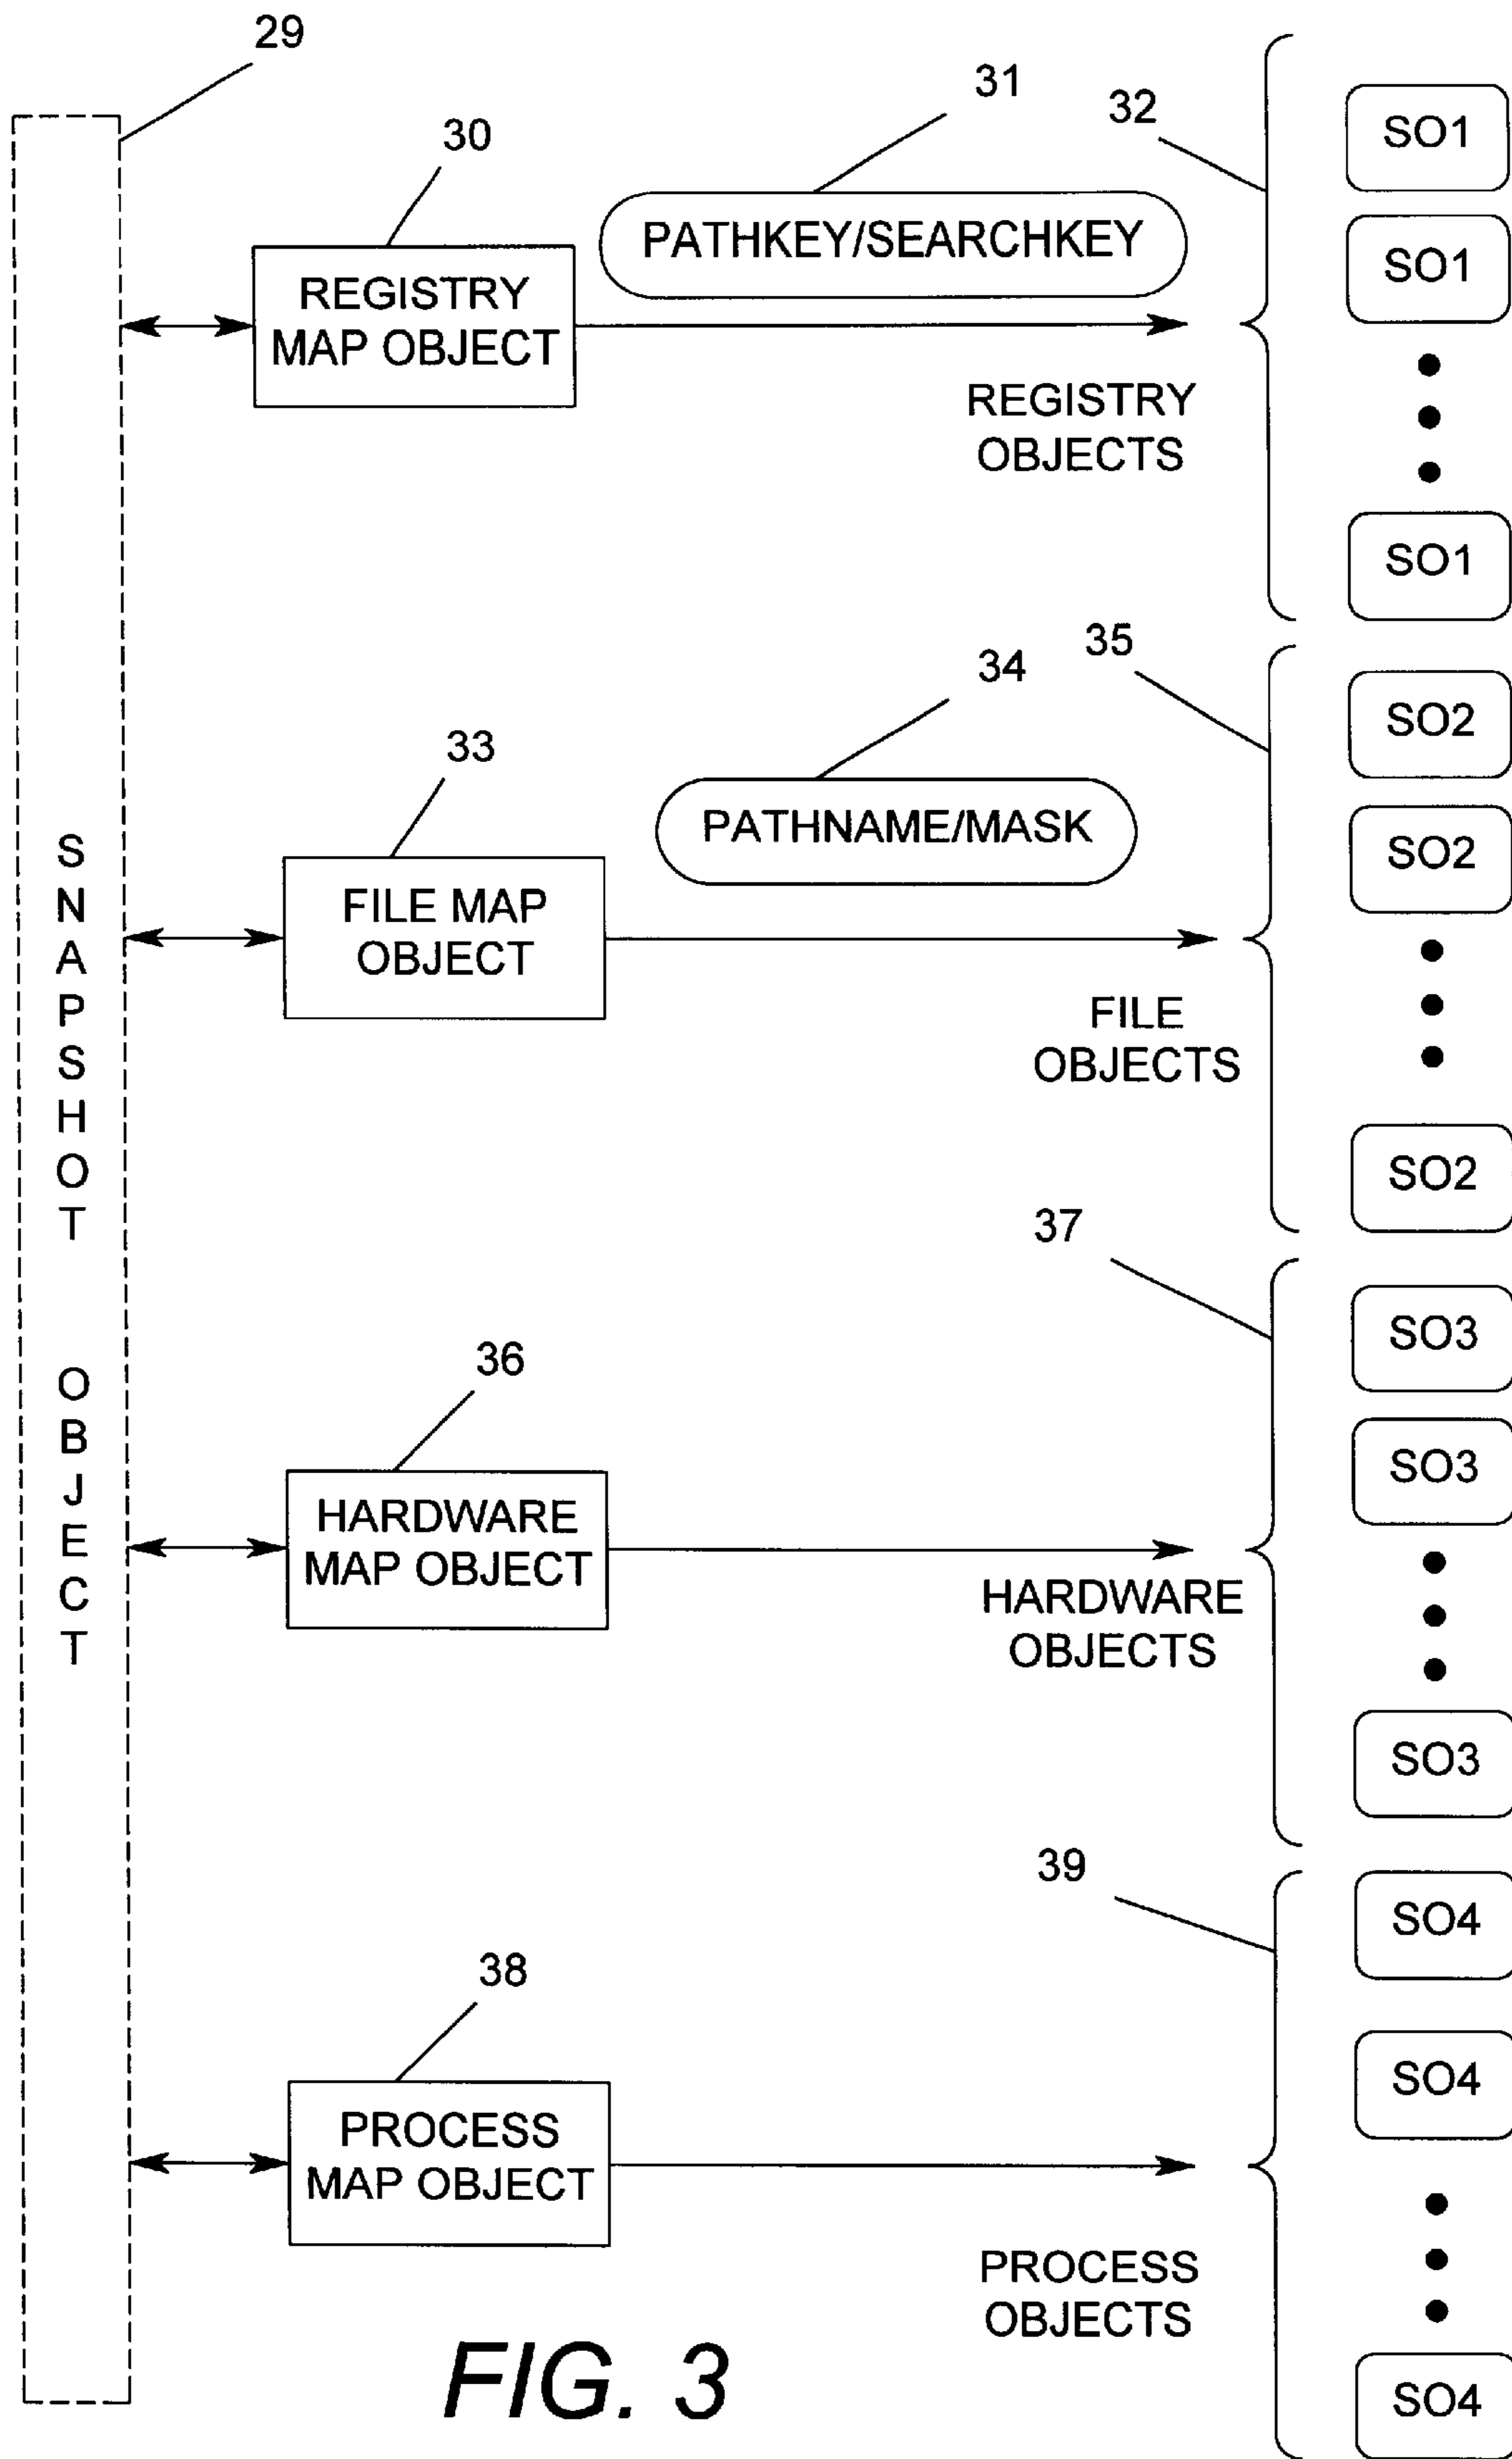 29
31
32
SO1
30
PATHKEY/SEARCHKEY
SO1
REGISTRY
MAP OBJECT
REGISTRY
OBJECTS
SO1
35
34
SO2
33
PATHNAME/MASK
SO2
FILE MAP
OBJECT
FILE
OBJECTS
SO2
SNAPSHOT OBJECT
37
SO3
36
SO3
HARDWARE
MAP OBJECT
HARDWARE
OBJECTS
SO3
39
SO4
38
SO4
PROCESS
MAP OBJECT
PROCESS
OBJECTS
SO4
FIG. 3